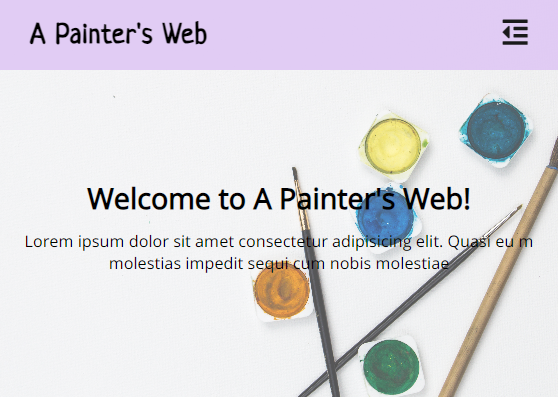 A Painter's Web
Welcome to A Painter's Web!
Lorem ipsum dolor sit amet consectetur adipisicing elit. Quasi eu m
molestias impedit sequi cum nobis molestiae